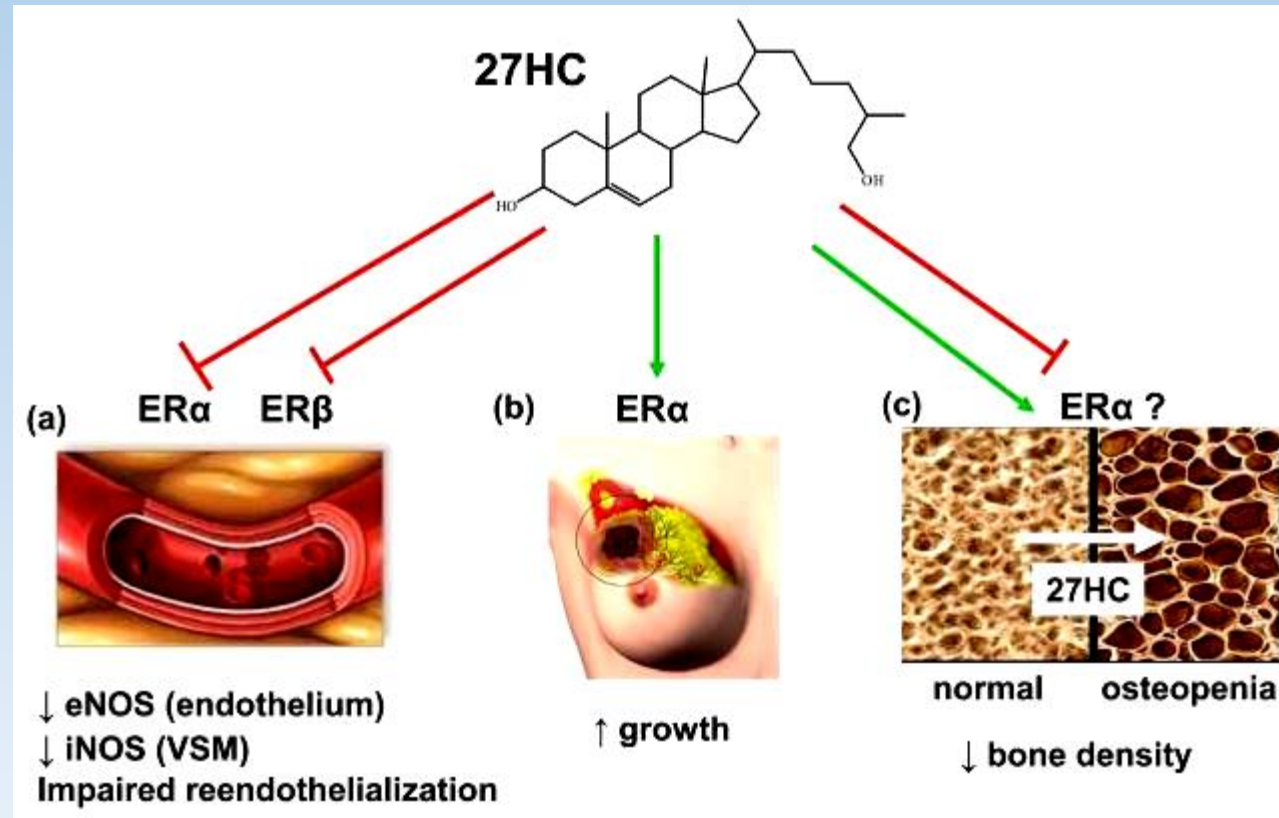 27HC
HO
OH
(a) ERα ERβ
(b) ERα
(c) ERα ?
27HC
normal osteopenia
↓ eNOS (endothelium)
↓ iNOS (VSM)
Impaired reendothelialization
↑ growth
↓ bone density